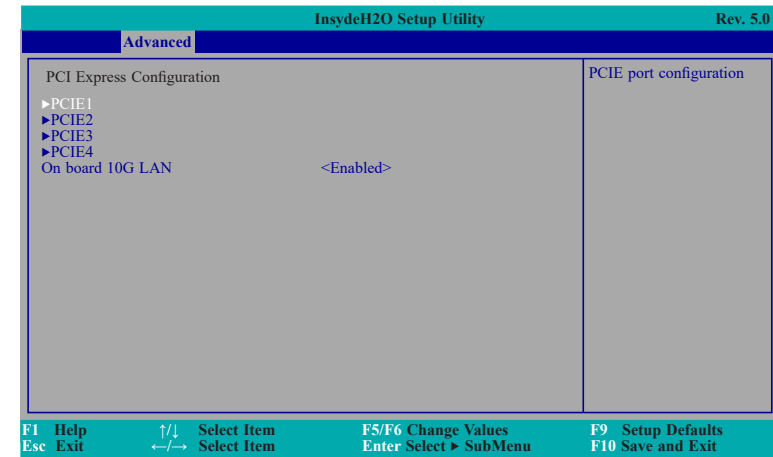 InsydeH2O Setup Utility Rev. 5.0
Advanced
PCI Express Configuration
PCIE port configuration
►PCIE1
►PCIE2
►PCIE3
►PCIE4
On board 10G LAN <Enabled>
F1 Help ↑/↓ Select Item F5/F6 Change Values F9 Setup Defaults
Esc Exit ←/→ Select Item Enter Select ► SubMenu F10 Save and Exit